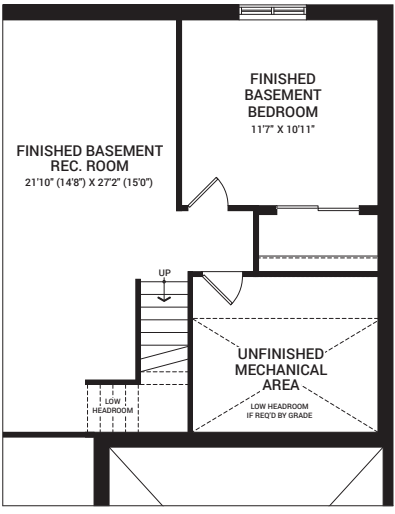 FINISHED
BASEMENT
BEDROOM
11'7" X 10'11"
FINISHED BASEMENT
REC. ROOM
21'10" (14'8") X 27'2" (15'0")
UP
UNFINISHED
MECHANICAL
AREA
LOW HEADROOM
IF REQ'D BY GRADE
LOW
HEADROOM